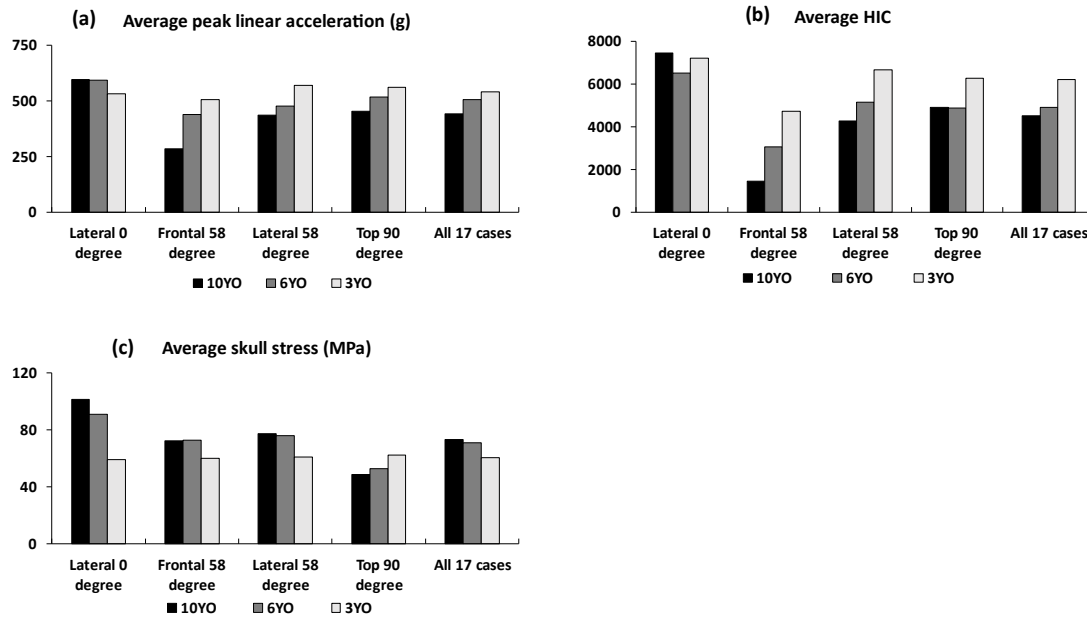 (a) Average peak linear acceleration (g)
750
500
250
0
Lateral 0 degree
Frontal 58 degree
Lateral 58 degree
Top 90 degree
All 17 cases
10YO 6YO 3YO
(b) Average HIC
8000
6000
4000
2000
0
Lateral 0 degree
Frontal 58 degree
Lateral 58 degree
Top 90 degree
All 17 cases
10YO 6YO 3YO
(c) Average skull stress (MPa)
120
80
40
0
Lateral 0 degree
Frontal 58 degree
Lateral 58 degree
Top 90 degree
All 17 cases
10YO 6YO 3YO